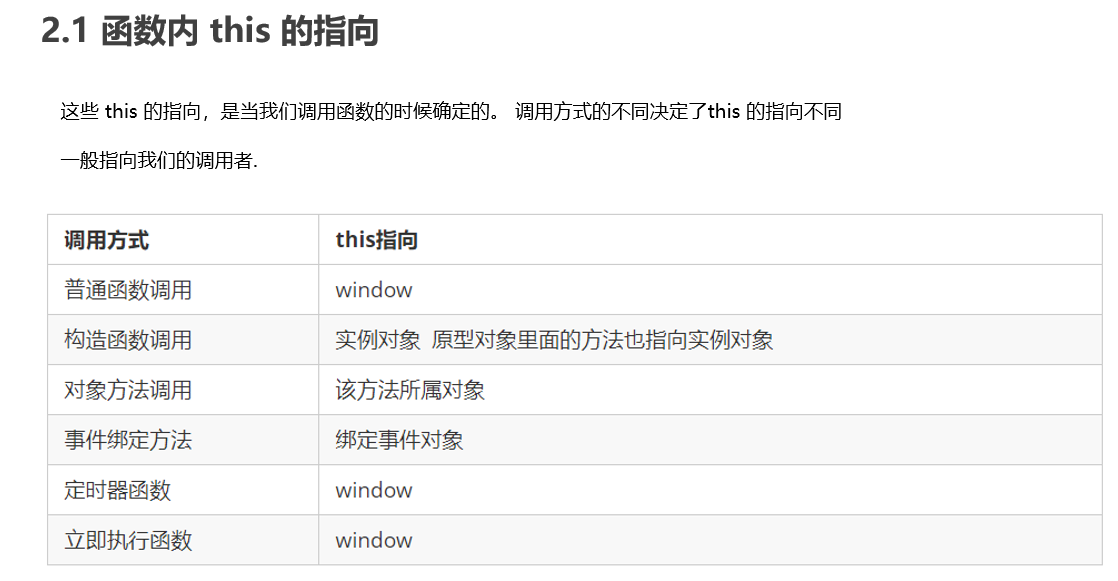 2.1 函数内 this 的指向
这些 this 的指向，是当我们调用函数的时候确定的。 调用方式的不同决定了this 的指向不同
一般指向我们的调用者.
调用方式 this指向
普通函数调用 window
构造函数调用 实例对象 原型对象里面的方法也指向实例对象
对象方法调用 该方法所属对象
事件绑定方法 绑定事件对象
定时器函数 window
立即执行函数 window